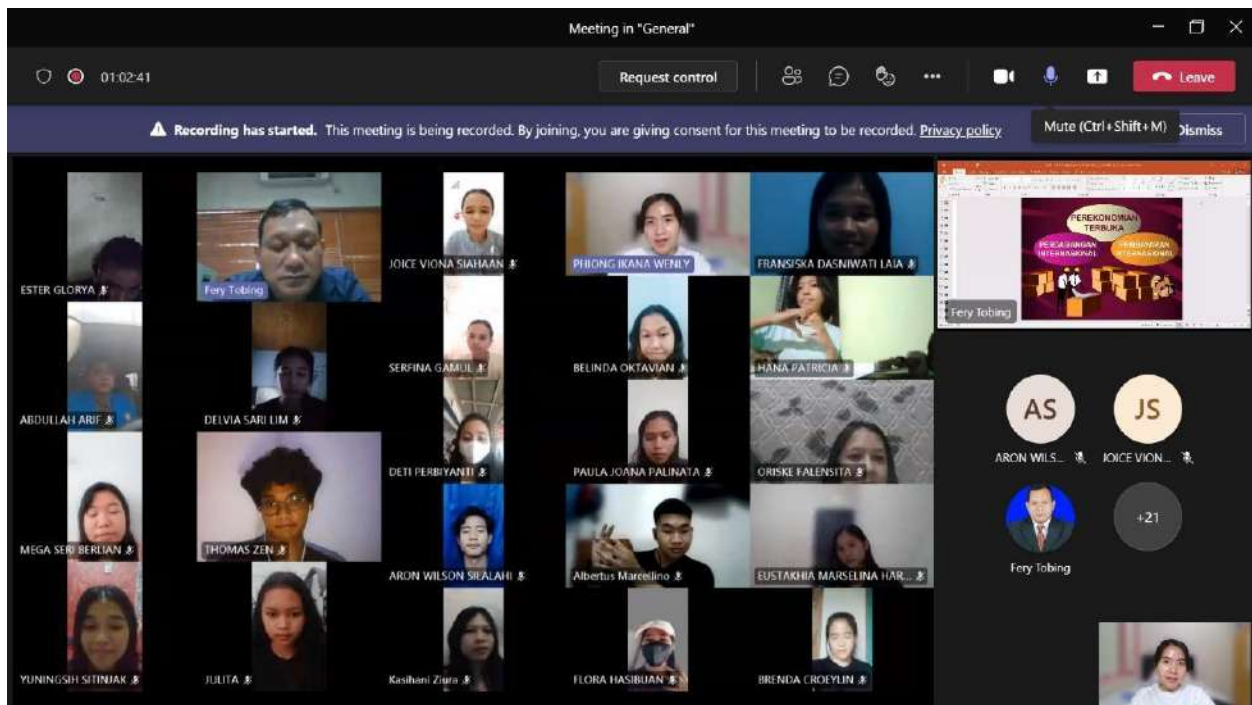 Meeting in "General"
01:02:41
Request control
Leave
Recording has started. This meeting is being recorded. By joining, you are giving consent for this meeting to be recorded. Privacy policy
Mute (Ctrl+Shift+M)
Dismiss
ESTER GLORYA
Fery Tobing
JOICE VIONA SIAHAAN
PHIONG IKANA WENLY
FRANSISKA DASNIWATI LAIA
ABDULLAH ARIF
DELVIA SARI LIM
SERFINA GAMUL
BELINDA OKTAVIAN
HANA PATRICIA
MEGA SERI BERLIAN
THOMAS ZEN
DETI PERBIYANTI
PAULA JOANA PALINATA
ORISKE FALENSITA
ARON WILSON SILALAHI
Albertus Marcellino
EUSTAKHIA MARSELINA HAR...
YUNINGSIH SITINJAK
JULITA
Kasihani Ziura
FLORA HASIBUAN
BRENDA CROEYLIN
PEREKONOMIAN
TERBUKA
PERDAGANGAN
INTERNASIONAL
PEMBAYARAN
INTERNASIONAL
Fery Tobing
AS
JS
ARON WILS...
JOICE VION...
+21
Fery Tobing